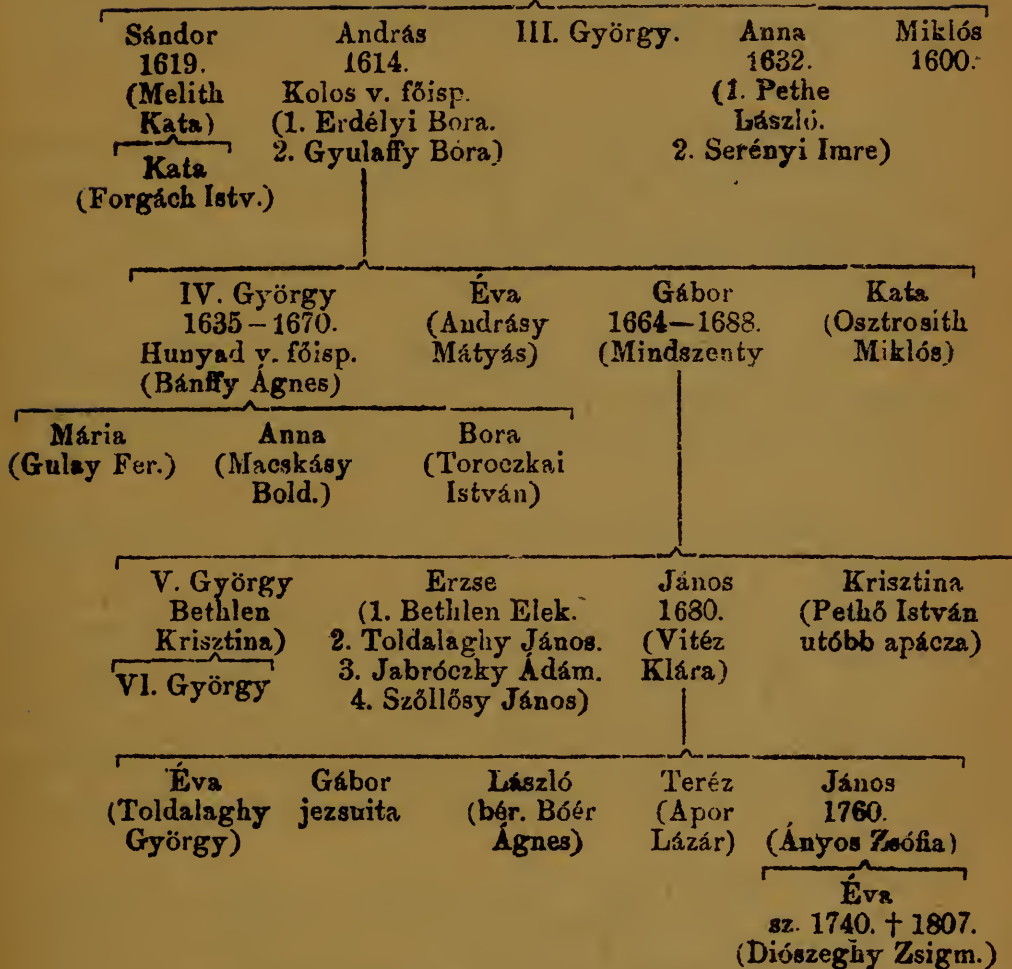 Sándor András III. György. Anna Miklós
1619. 1614. 1632. 1600.
(Melith Kolos v. főisp. (1. Pethe
Kata) (1. Erdélyi Bora. László.
Kata 2. Gyulaffy Bora) 2. Serényi Imre)
(Forgách Istv.)
IV. György Éva Gábor Kata
1635–1670. (Andrásy 1664—1688. (Osztrosith
Hunyad v. főisp. Mátyás) (Mindszenty Miklós)
(Bánffy Ágnes)
Mária Anna Bora
(Gulay Fer.) (Macskásy (Toroczkai
Bold.) István)
V. György Erzse János Krisztina
Bethlen (1. Bethlen Elek. 1680. (Pethő István
Krisztina) 2. Toldalaghy János. (Vitéz utóbb apácza)
VI. György 3. Jabróczky Ádám. Klára)
4. Szőllősy János)
Éva Gábor László Teréz János
(Toldalaghy jezsuita (bér. Bóér (Apor 1760.
György) Ágnes) Lázár) (Ányos Zsófia)
Éva
sz. 1740. † 1807.
(Diószeghy Zsigm.)